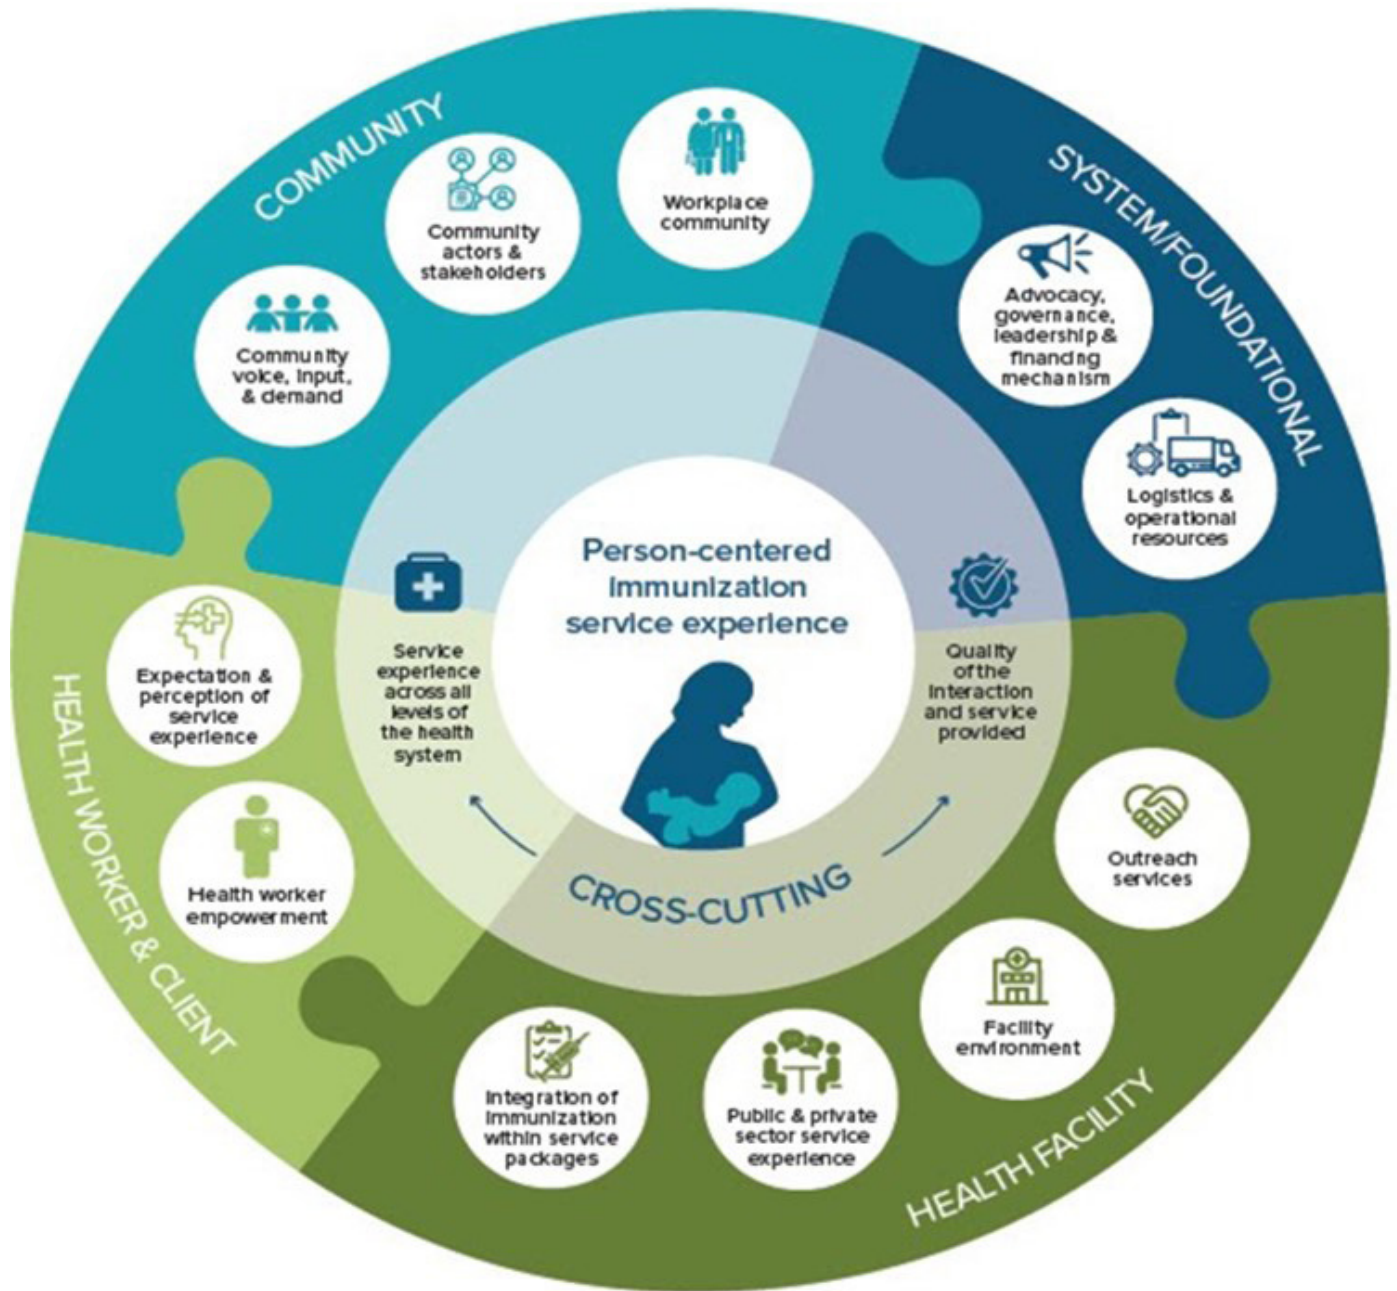 COMMUNITY
Community
voice, input,
& demand
Community
actors &
stakeholders
Workplace
community
SYSTEM/FOUNDATIONAL
Advocacy,
governance,
leadership &
financing
mechanism
Logistics &
operational
resources
HEALTH FACILITY
Outreach
services
Facility
environment
Public & private
sector service
experience
Integration of
immunization
within service
packages
HEALTH WORKER & CLIENT
Health worker
empowerment
Expectation &
perception of
service
experience
Person-centered
immunization
service experience
CROSS-CUTTING
Service
experience
across all
levels of
the health
system
Quality
of the
interaction
and service
provided